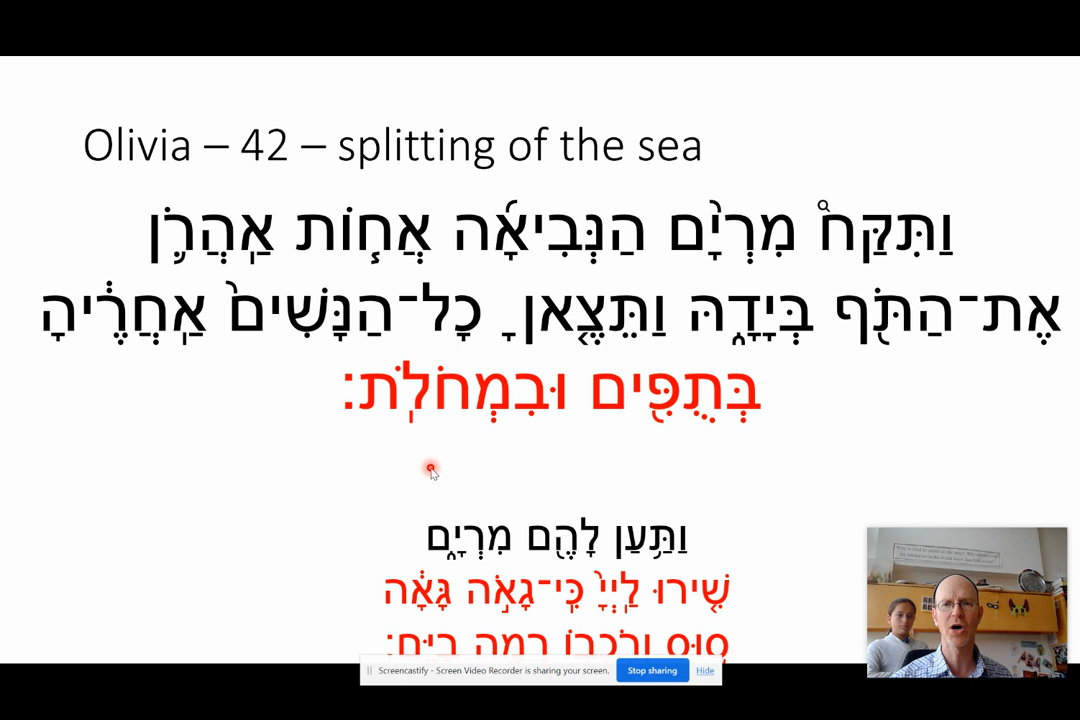 Olivia – 42 – splitting of the sea
וַתִּקַּח֩ מִרְיָ֨ם הַנְּבִיאָ֜ה אֲח֧וֹת אַֽהֲרֹ֛ן
אֶת־הַתֹּ֖ף בְּיָדָ֑הּ וַתֵּצֶ֤אןָ כָל־הַנָּשִׁים֙ אַֽחֲרֶ֔יהָ
בְּתֻפִּ֖ים וּבִמְחֹלֹֽת׃
וַתַּ֥עַן לָהֶ֖ם מִרְיָ֑ם
שִׁ֤ירוּ לַֽיְיָ֙ כִּֽי־גָאֹ֣ה גָּאָ֔ה
ס֥וּס וְרֹכְב֖וֹ רָמָ֥ה בַיָּֽם׃
Screencastify - Screen Video Recorder is sharing your screen.
Stop sharing
Hide